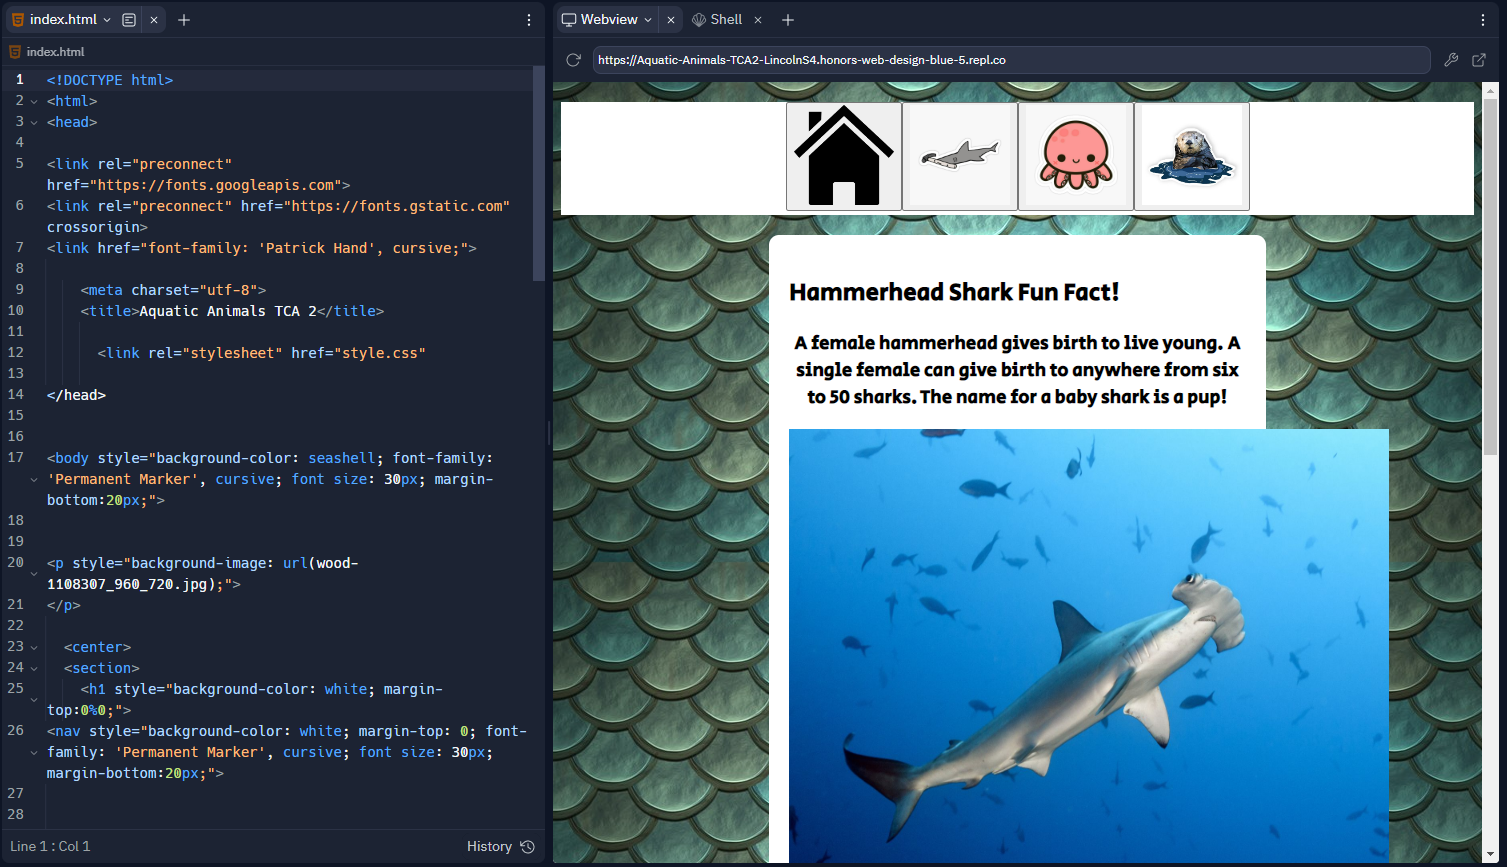 index.html
Webview
Shell
index.html
https://Aquatic-Animals-TCA2-LincolnS4.honors-web-design-blue-5.repl.co
1 <!DOCTYPE html>
2 <html>
3 <head>
4
5 <link rel="preconnect"
href="https://fonts.googleapis.com">
6 <link rel="preconnect" href="https://fonts.gstatic.com"
crossorigin>
7 <link href="font-family: 'Patrick Hand', cursive;">
8
9 <meta charset="utf-8">
10 <title>Aquatic Animals TCA 2</title>
11
12 <link rel="stylesheet" href="style.css"
13
14 </head>
15
16
17 <body style="background-color: seashell; font-family:
'Permanent Marker', cursive; font size: 30px; margin-
bottom:20px;">
18
19
20 <p style="background-image: url(wood-
1108307_960_720.jpg);">
21 </p>
22
23 <center>
24 <section>
25 <h1 style="background-color: white; margin-
top:0%0;">
26 <nav style="background-color: white; margin-top: 0; font-
family: 'Permanent Marker', cursive; font size: 30px;
margin-bottom:20px;">
27
28
Line 1 : Col 1
History
Hammerhead Shark Fun Fact!
A female hammerhead gives birth to live young. A
single female can give birth to anywhere from six
to 50 sharks. The name for a baby shark is a pup!